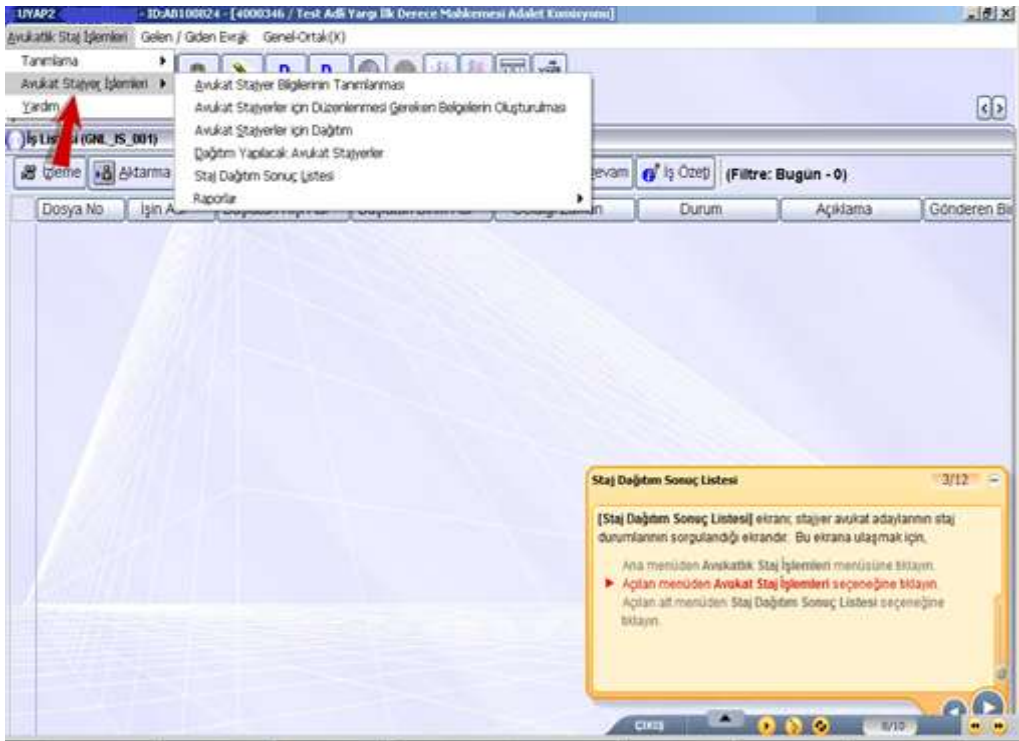 UYAP2 - ID:AB100824 - [4000346 / Test Adli Yargı İlk Derece Mahkemesi Adalet Komisyonu]
Avukatlık Staj İşlemleri Gelen / Giden Evrak Genel-Ortak(X)
Tanımlama
Avukat Stajyer İşlemleri
Yardım
Avukat Stajyer Bilgilerinin Tanımlanması
Avukat Stajyerler için Düzenlenmesi Gereken Belgelerin Oluşturulması
Avukat Stajyerler için Dağıtım
Dağıtım Yapılacak Avukat Stajyerler
Staj Dağıtım Sonuç Listesi
Raporlar
İş Listesi (GNL_IS_001)
İzleme Aktarma evam İş Özeti (Filtre: Bugün - 0)
Dosya No İşin A Durum Açıklama Gönderen Bi
Staj Dağıtım Sonuç Listesi 3/12
[Staj Dağıtım Sonuç Listesi] ekranı; stajyer avukat adaylarının staj
durumlarının sorgulandığı ekrandır. Bu ekrana ulaşmak için,
Ana menüden Avukatlık Staj İşlemleri menüsüne tıklayın.
Açılan menüden Avukat Staj İşlemleri seçeneğine tıklayın.
Açılan alt menüden Staj Dağıtım Sonuç Listesi seçeneğine
tıklayın.
ÇIKIŞ 8/10